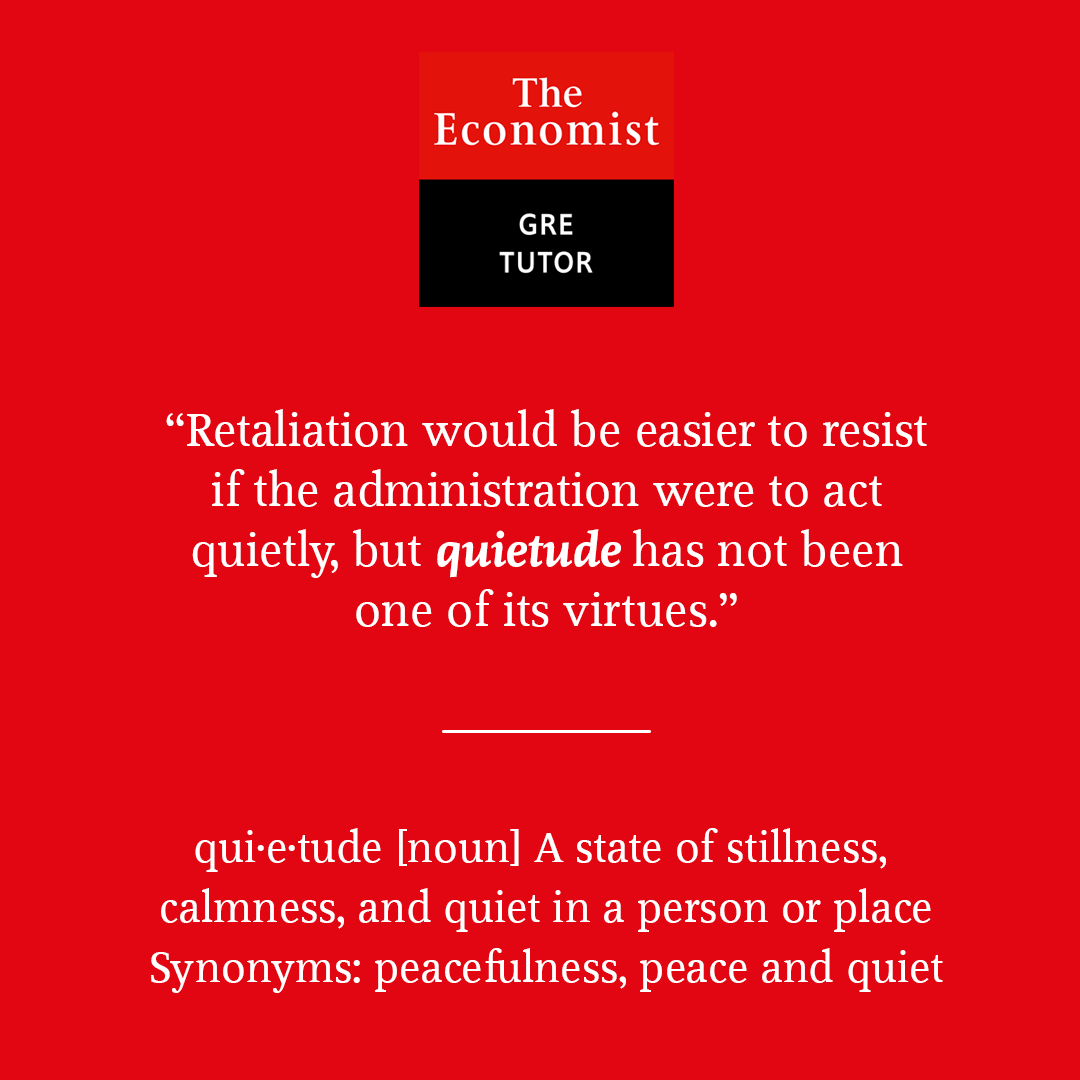 The
Economist
GRE
TUTOR
“Retaliation would be easier to resist
if the administration were to act
quietly, but quietude has not been
one of its virtues.”
qui·e·tude [noun] A state of stillness,
calmness, and quiet in a person or place
Synonyms: peacefulness, peace and quiet